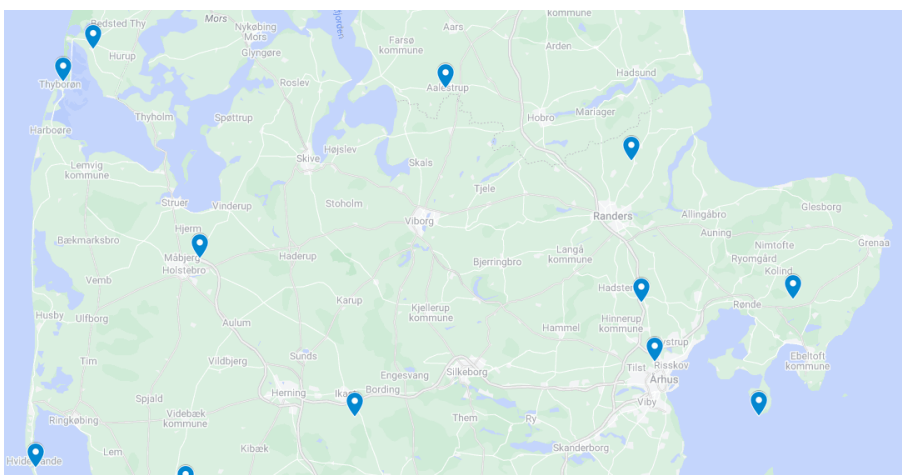 kommune
Bedsted Thy
Mors
Nykøbing
Mors
Aars
Farsø
kommune
Arden
Hurup
Glyngøre
Hadsund
Thyborøn
Roslev
Aalestrup
Mariager
Hobro
Thyholm
Spøttrup
Harboøre
Højslev
Skive
Skals
Lemvig
kommune
Tjele
Struer
Vinderup
Stoholm
Viborg
Randers
Allingåbro
Glesborg
Hjerm
Auning
Bækmarksbro
Nimtofte
Grenaa
Langå
kommune
Måbjerg
Haderup
Ryomgård
Bjerringbro
Holstebro
Kolind
Vemb
Karup
Rønde
Husby
Ulfborg
Kjellerup
kommune
Hinnerup
kommune
Aulum
Hammel
Tim
Vildbjerg
Sunds
Ebeltoft
kommune
Tilst
Risskov
Silkeborg
Engesvang
Århus
Herning
Bording
Spjald
Viby
Videbæk
kommune
Ringkøbing
Them
Ry
Lem
Kibæk
Skanderborg